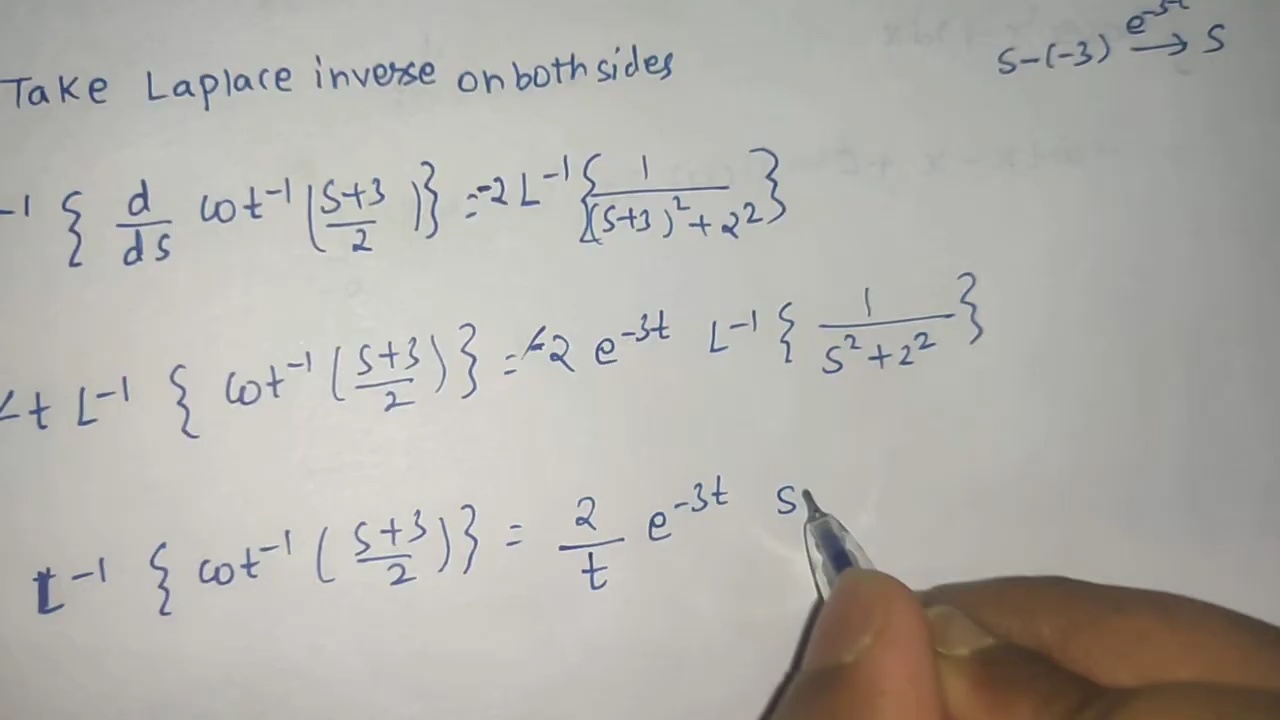 Take Laplace inverse on both sides
S-(-3) e^-3t → S
-1 { d/ds cot^-1 (S+3/2) } = -2 L^-1 { 1/(S+3)^2+2^2 }
t L^-1 { cot^-1 (S+3/2) } = -2 e^-3t L^-1 { 1/S^2+2^2 }
L^-1 { cot^-1 (S+3/2) } = 2/t e^-3t s